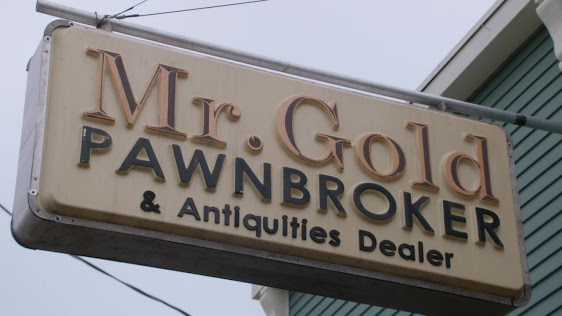 Mr. Gold
PAWNBROKER
& Antiquities Dealer